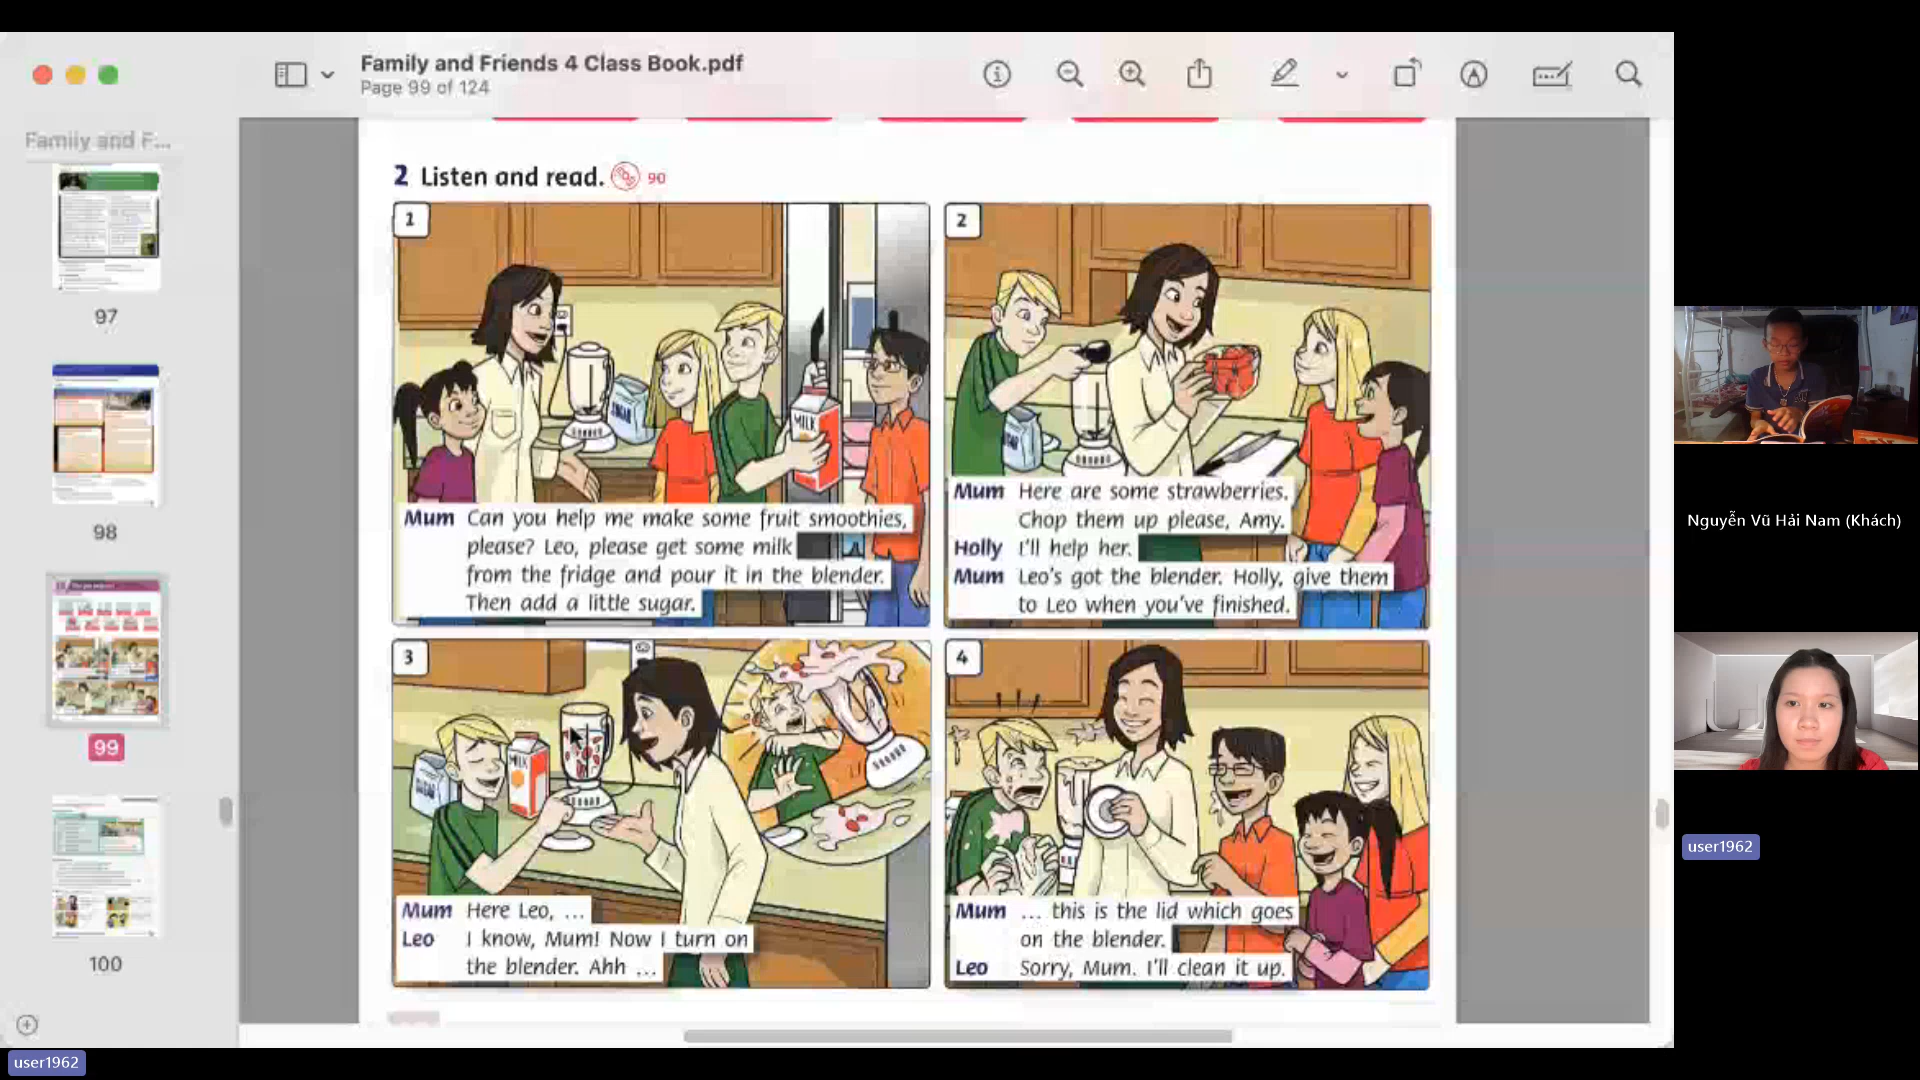 Family and Friends 4 Class Book.pdf
Page 99 of 124
Family and F...
97
98
99
100
2 Listen and read. 90
1
MILK
SUGAR
Mum Can you help me make some fruit smoothies,
please? Leo, please get some milk
from the fridge and pour it in the blender.
Then add a little sugar.
2
Mum Here are some strawberries.
Chop them up please, Amy.
Holly I'll help her.
Mum Leo's got the blender. Holly, give them
to Leo when you've finished.
3
MILK
Mum Here Leo, ...
Leo I know, Mum! Now I turn on
the blender. Ahh ...
4
Mum ... this is the lid which goes
on the blender.
Leo Sorry, Mum. I'll clean it up.
Nguyễn Vũ Hải Nam (Khách)
user1962
user1962